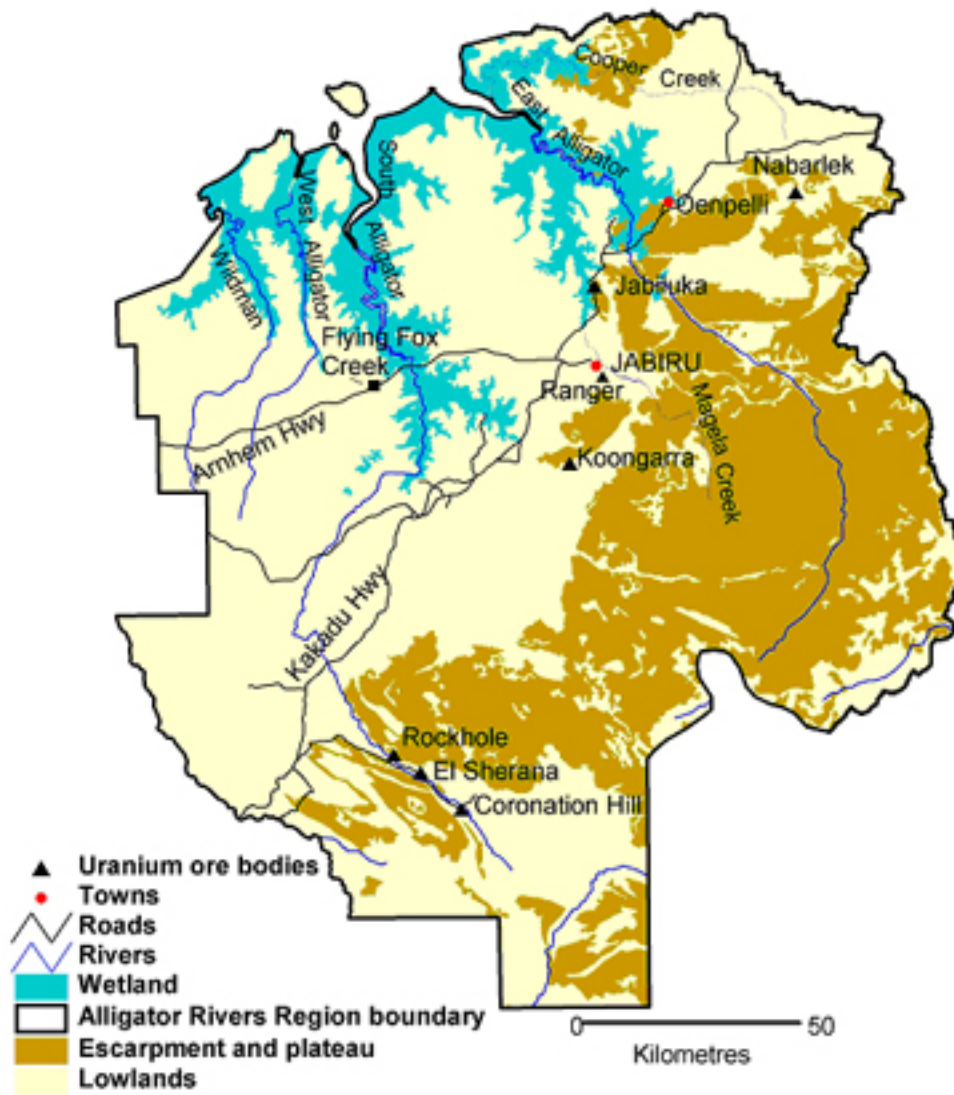 Cooper
Creek
East
Alligator
Nabarlek
Oenpelli
South
Alligator
West
Alligator
Wildman
Jabiluka
Flying Fox
Creek
JABIRU
Ranger
Magela Creek
Arnhem Hwy
Koongarra
Kakadu Hwy
Rockhole
El Sherana
Coronation Hill
Uranium ore bodies
Towns
Roads
Rivers
Wetland
Alligator Rivers Region boundary
Escarpment and plateau
Lowlands
0 50
Kilometres